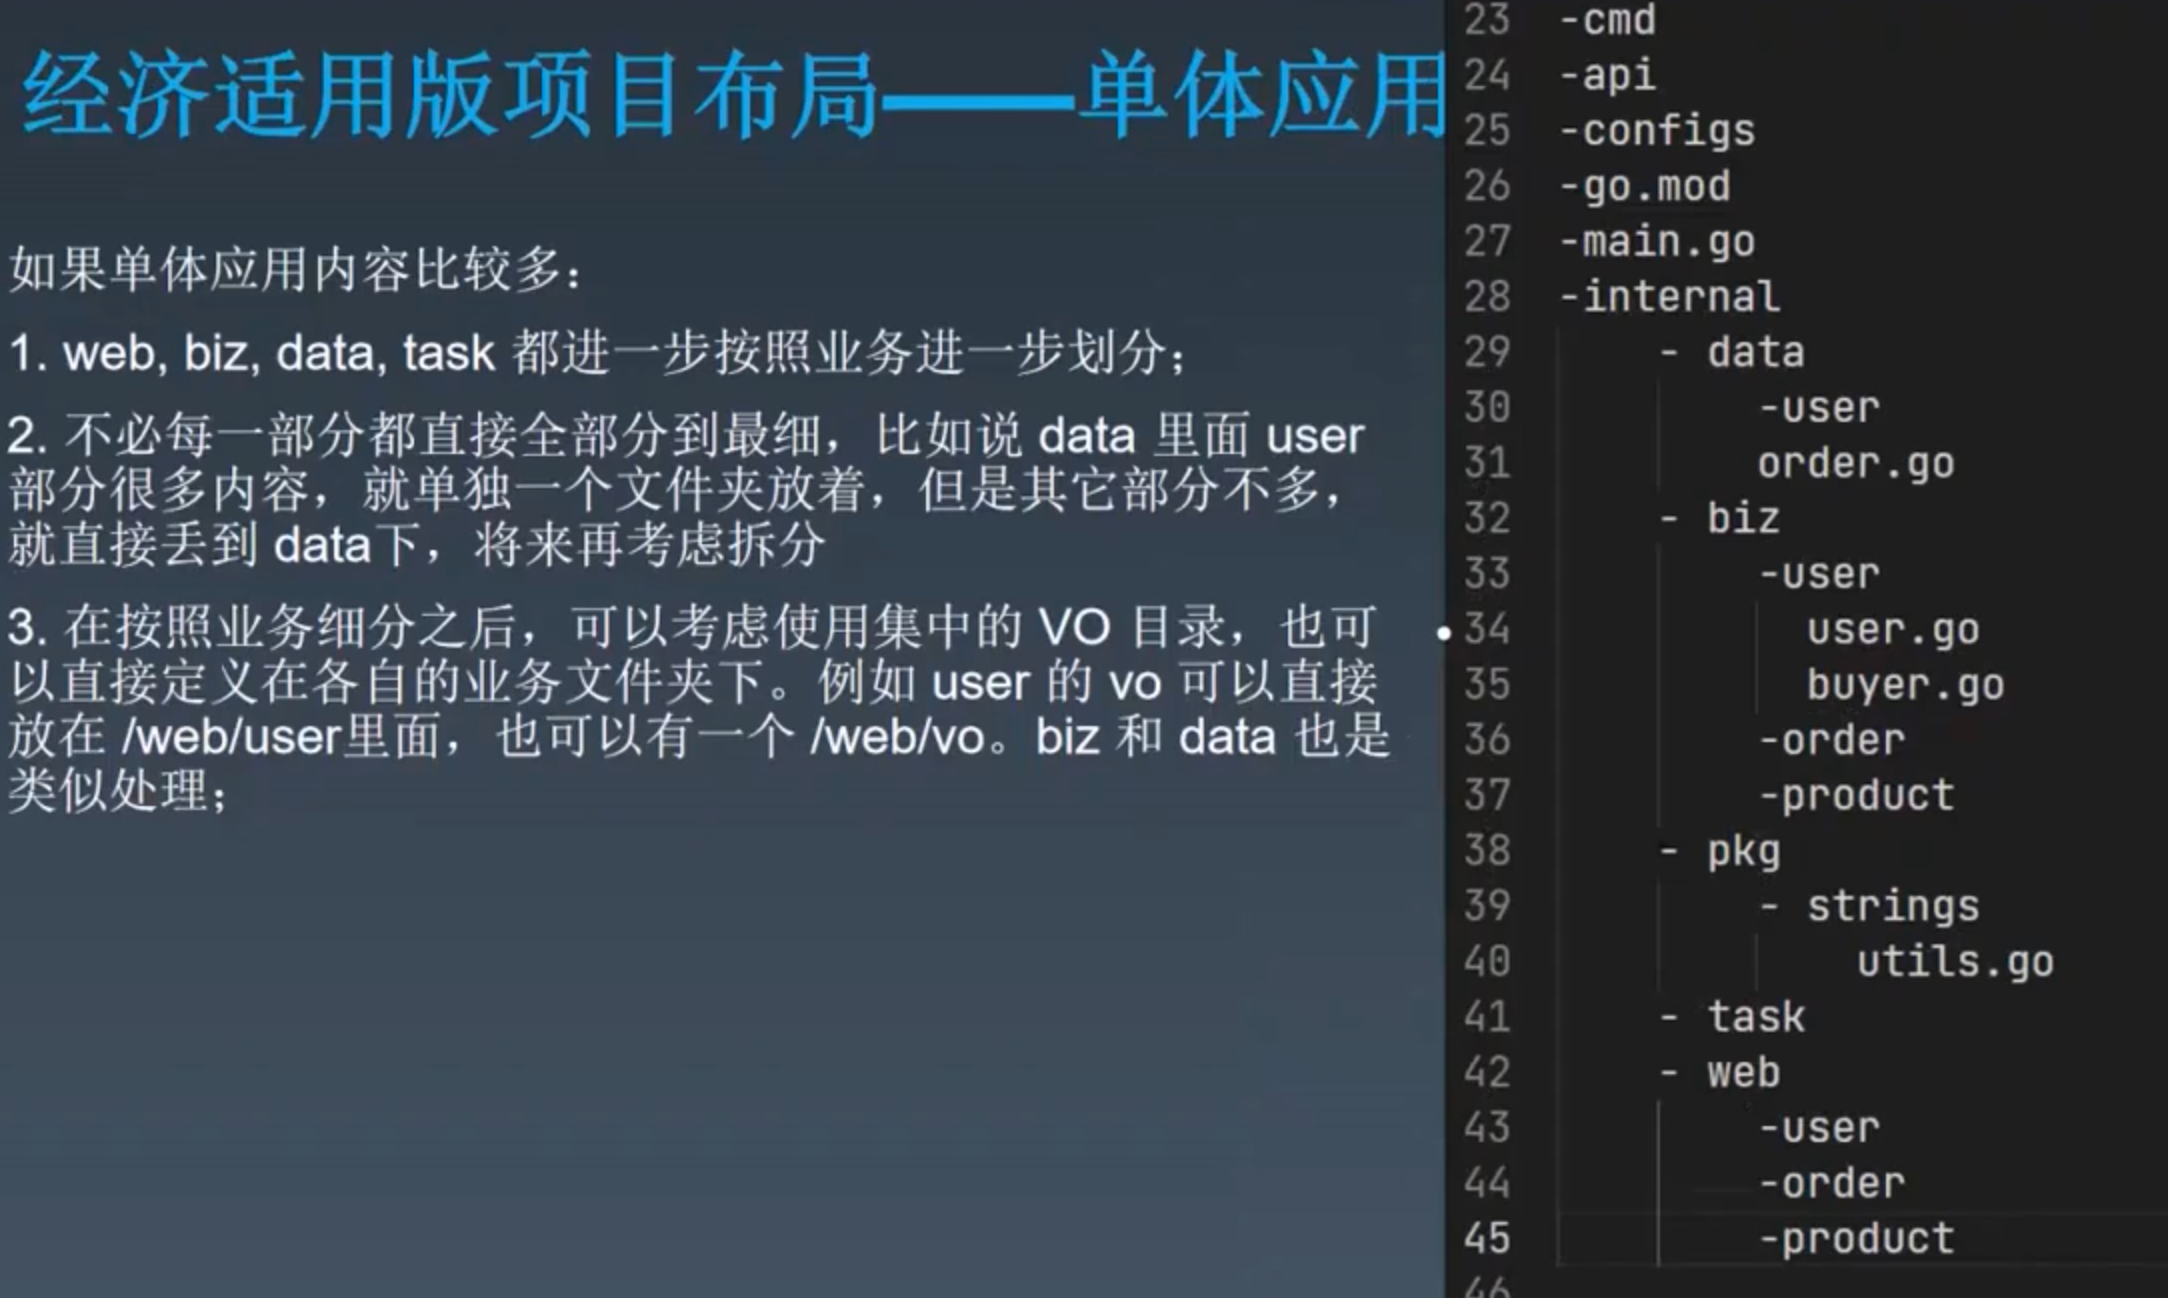 经济适用版项目布局——单体应用
如果单体应用内容比较多：
1. web, biz, data, task 都进一步按照业务进一步划分；
2. 不必每一部分都直接全部分到最细，比如说 data 里面 user
部分很多内容，就单独一个文件夹放着，但是其它部分不多，
就直接丢到 data下，将来再考虑拆分
3. 在按照业务细分之后，可以考虑使用集中的 VO 目录，也可
以直接定义在各自的业务文件夹下。例如 user 的 vo 可以直接
放在 /web/user里面，也可以有一个 /web/vo。biz 和 data 也是
类似处理；
23 -cmd
24 -api
25 -configs
26 -go.mod
27 -main.go
28 -internal
29 - data
30 -user
31 order.go
32 - biz
33 -user
34 user.go
35 buyer.go
36 -order
37 -product
38 - pkg
39 - strings
40 utils.go
41 - task
42 - web
43 -user
44 -order
45 -product
46